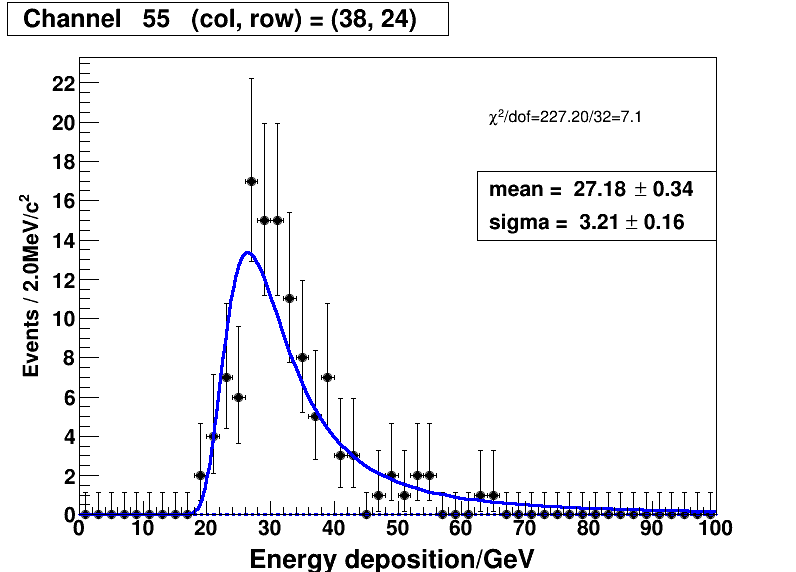 Channel 55 (col, row) = (38, 24)
χ²/dof=227.20/32=7.1
mean = 27.18 ± 0.34
sigma = 3.21 ± 0.16
Events / 2.0MeV/c²
22
20
18
16
14
12
10
8
6
4
2
0
0 10 20 30 40 50 60 70 80 90 100
Energy deposition/GeV